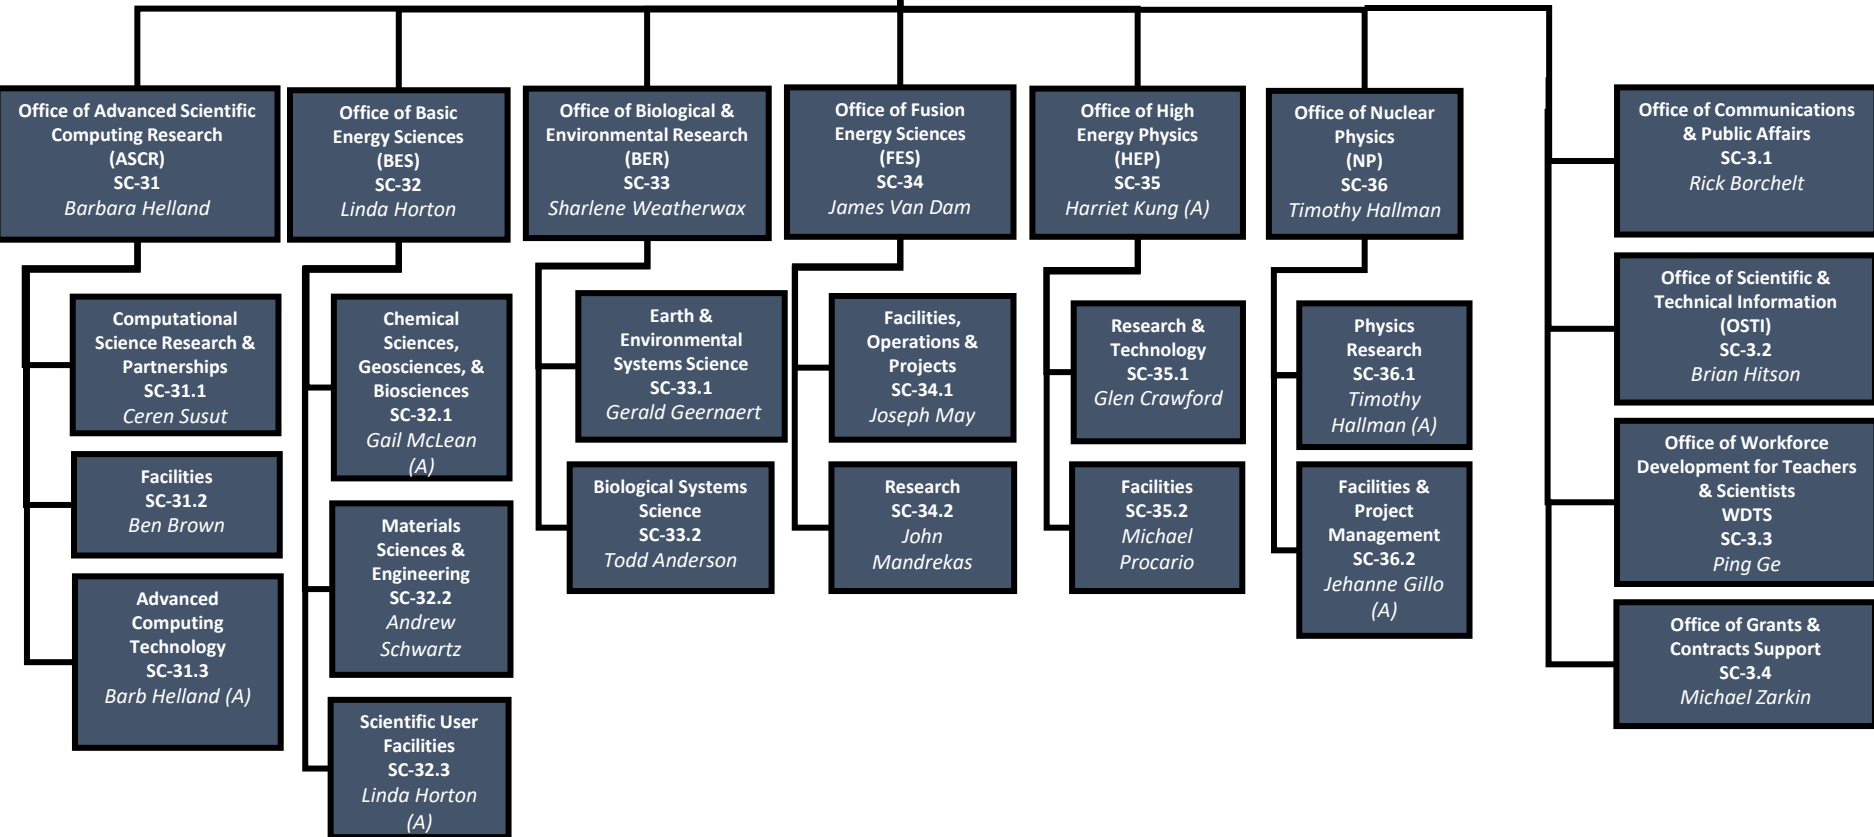 Office of Advanced Scientific
Computing Research
(ASCR)
SC-31
Barbara Helland
Office of Basic
Energy Sciences
(BES)
SC-32
Linda Horton
Office of Biological &
Environmental Research
(BER)
SC-33
Sharlene Weatherwax
Office of Fusion
Energy Sciences
(FES)
SC-34
James Van Dam
Office of High
Energy Physics
(HEP)
SC-35
Harriet Kung (A)
Office of Nuclear
Physics
(NP)
SC-36
Timothy Hallman
Office of Communications
& Public Affairs
SC-3.1
Rick Borchelt
Computational
Science Research &
Partnerships
SC-31.1
Ceren Susut
Facilities
SC-31.2
Ben Brown
Advanced
Computing
Technology
SC-31.3
Barb Helland (A)
Chemical
Sciences,
Geosciences, &
Biosciences
SC-32.1
Gail McLean
(A)
Materials
Sciences &
Engineering
SC-32.2
Andrew
Schwartz
Scientific User
Facilities
SC-32.3
Linda Horton
(A)
Earth &
Environmental
Systems Science
SC-33.1
Gerald Geernaert
Biological Systems
Science
SC-33.2
Todd Anderson
Facilities,
Operations &
Projects
SC-34.1
Joseph May
Research
SC-34.2
John
Mandrekas
Research &
Technology
SC-35.1
Glen Crawford
Facilities
SC-35.2
Michael
Procario
Physics
Research
SC-36.1
Timothy
Hallman (A)
Facilities &
Project
Management
SC-36.2
Jehanne Gillo
(A)
Office of Scientific &
Technical Information
(OSTI)
SC-3.2
Brian Hitson
Office of Workforce
Development for Teachers
& Scientists
WDTS
SC-3.3
Ping Ge
Office of Grants &
Contracts Support
SC-3.4
Michael Zarkin